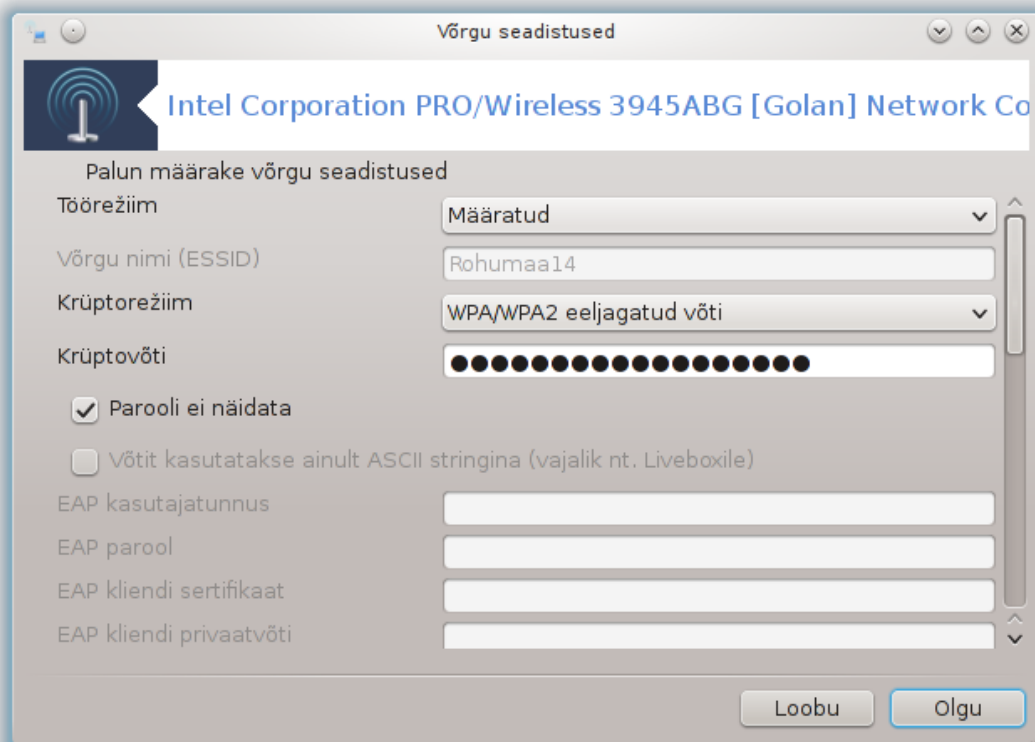 Võrgu seadistused
Intel Corporation PRO/Wireless 3945ABG [Golan] Network Co
Palun määrake võrgu seadistused
Töörežiim
Määratud
Võrgu nimi (ESSID)
Rohumaa14
Krüptorežiim
WPA/WPA2 eeljagatud võti
Krüptovõti
●●●●●●●●●●●●●●●●●●
Parooli ei näidata
Võtit kasutatakse ainult ASCII stringina (vajalik nt. Liveboxile)
EAP kasutajatunnus
EAP parool
EAP kliendi sertifikaat
EAP kliendi privaatvõti
Loobu
Olgu